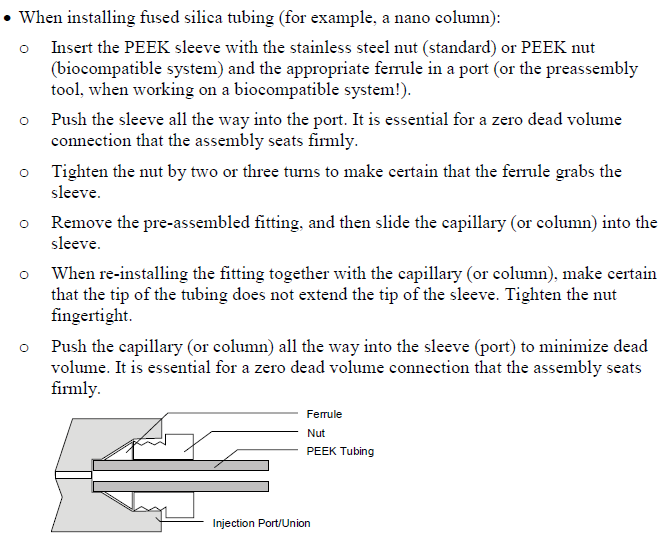 • When installing fused silica tubing (for example, a nano column):
o Insert the PEEK sleeve with the stainless steel nut (standard) or PEEK nut
(biocompatible system) and the appropriate ferrule in a port (or the preassembly
tool, when working on a biocompatible system!).
o Push the sleeve all the way into the port. It is essential for a zero dead volume
connection that the assembly seats firmly.
o Tighten the nut by two or three turns to make certain that the ferrule grabs the
sleeve.
o Remove the pre-assembled fitting, and then slide the capillary (or column) into the
sleeve.
o When re-installing the fitting together with the capillary (or column), make certain
that the tip of the tubing does not extend the tip of the sleeve. Tighten the nut
fingertight.
o Push the capillary (or column) all the way into the sleeve (port) to minimize dead
volume. It is essential for a zero dead volume connection that the assembly seats
firmly.
Ferrule
Nut
PEEK Tubing
Injection Port/Union